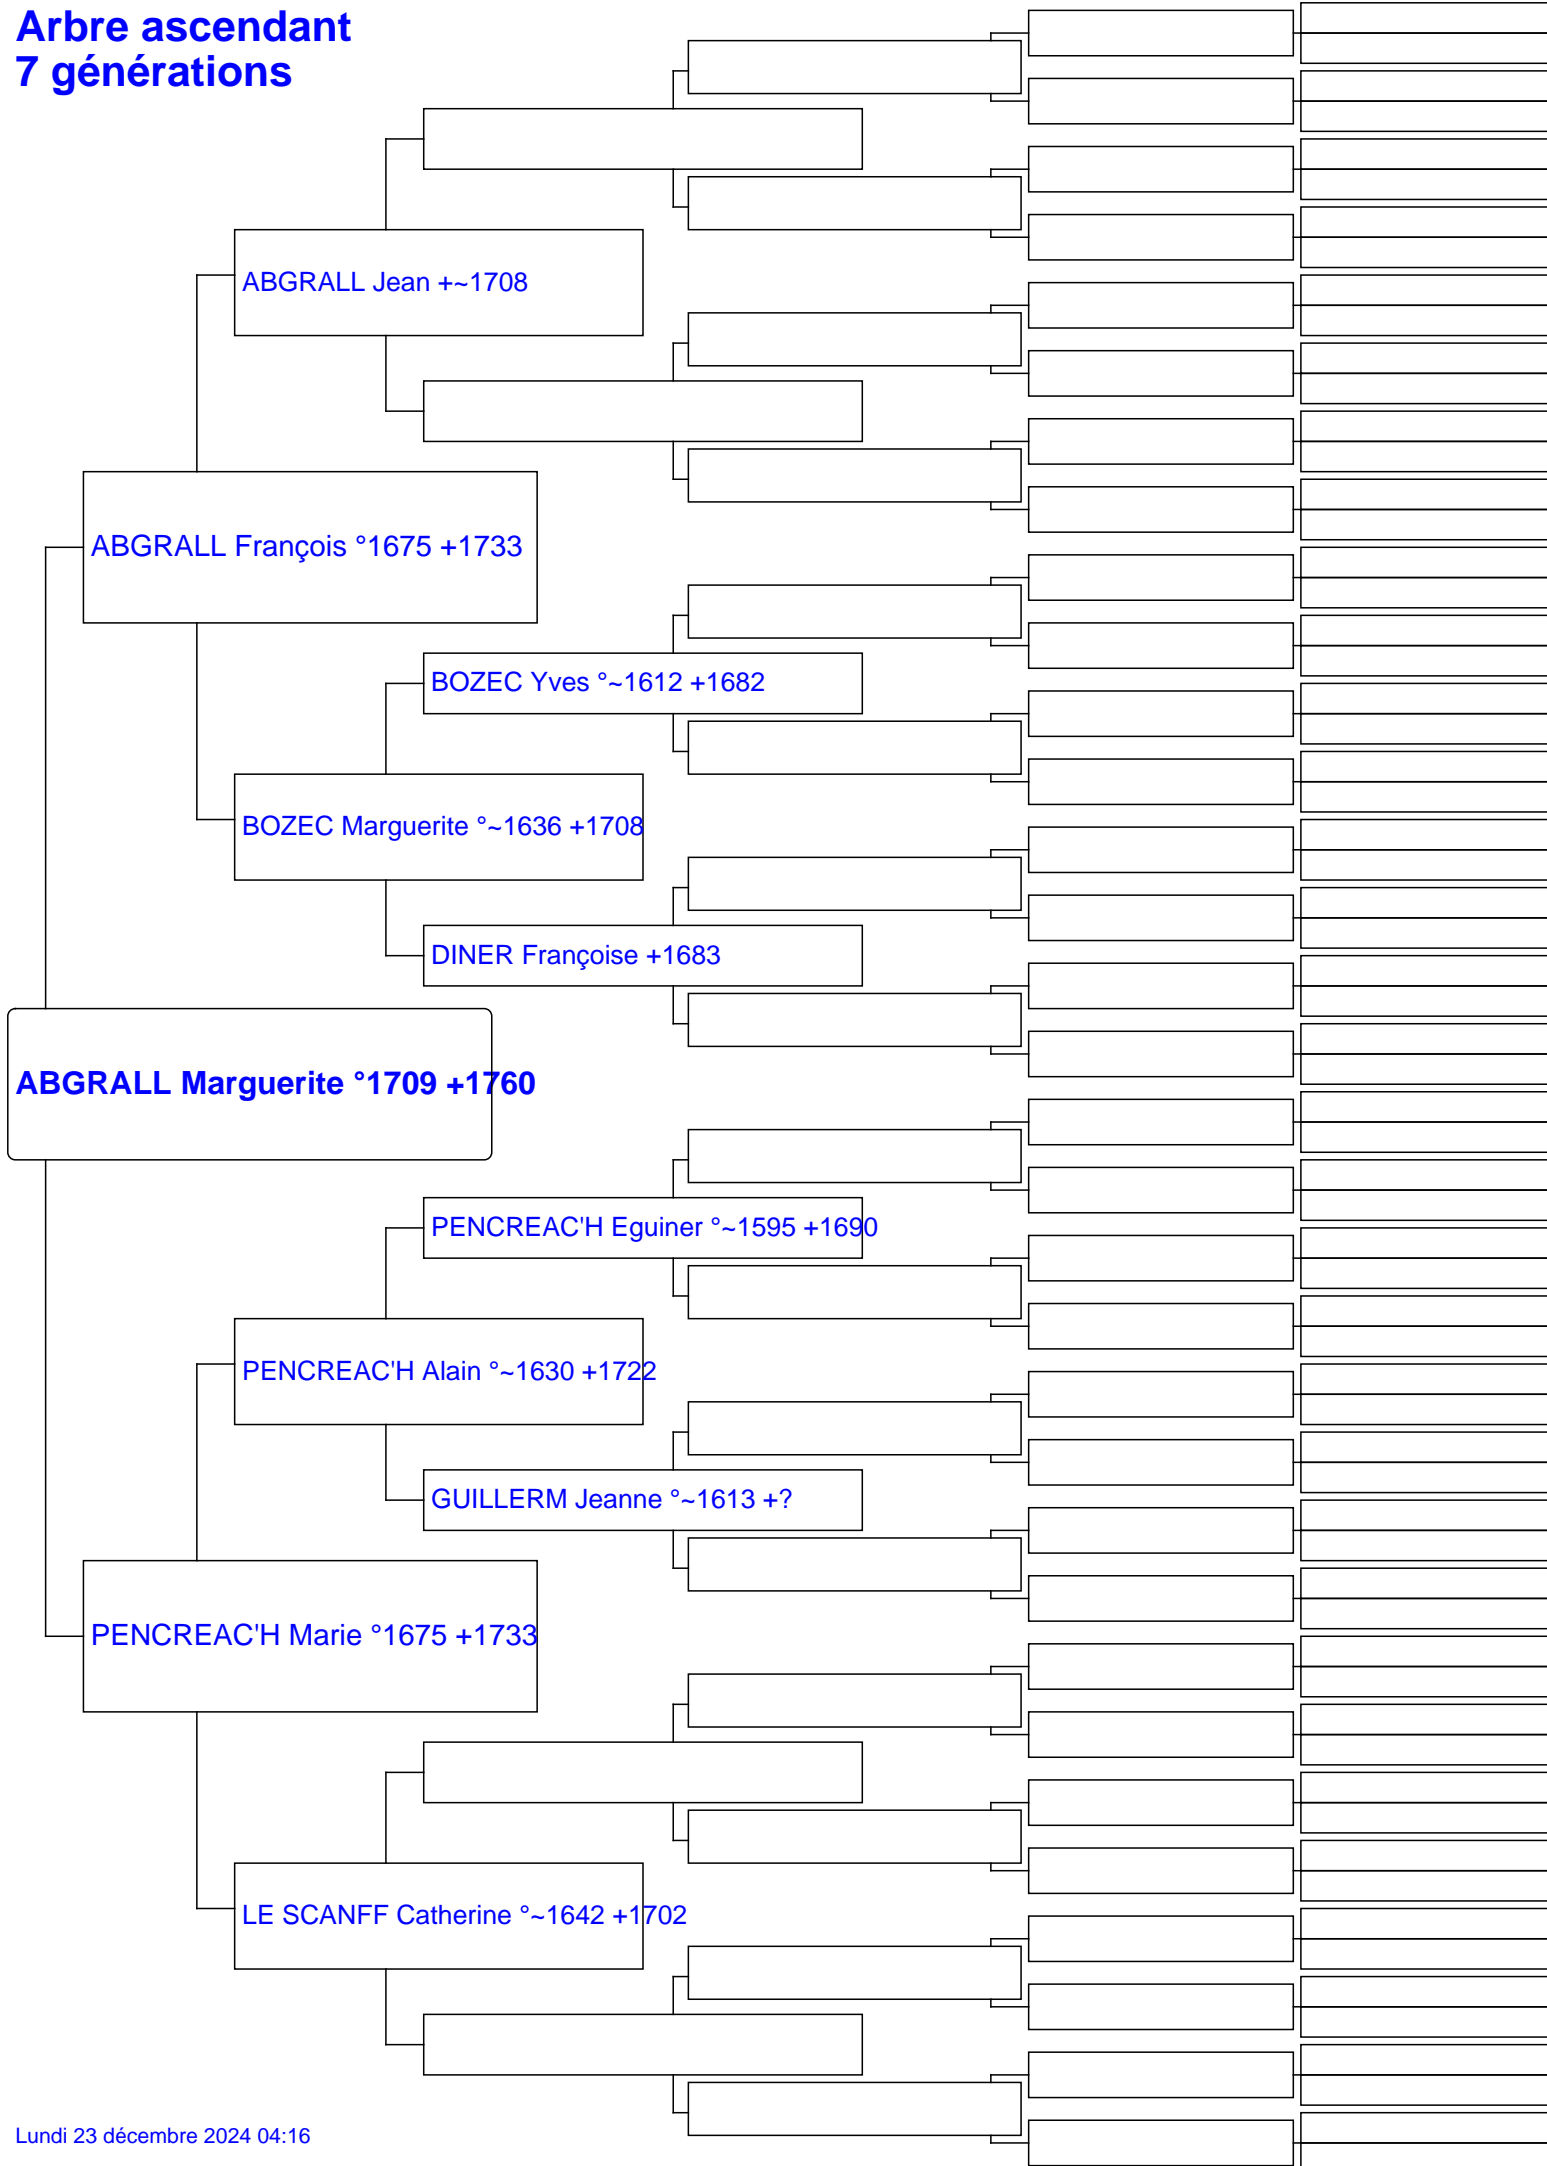 Arbre ascendant
7 générations
ABGRALL Jean +~1708
ABGRALL François °1675 +1733
BOZEC Yves °~1612 +1682
BOZEC Marguerite °~1636 +1708
DINER Françoise +1683
ABGRALL Marguerite °1709 +1760
PENCREAC'H Eguiner °~1595 +1690
PENCREAC'H Alain °~1630 +1722
GUILLERM Jeanne °~1613 +?
PENCREAC'H Marie °1675 +1733
LE SCANFF Catherine °~1642 +1702
Lundi 23 décembre 2024 04:16